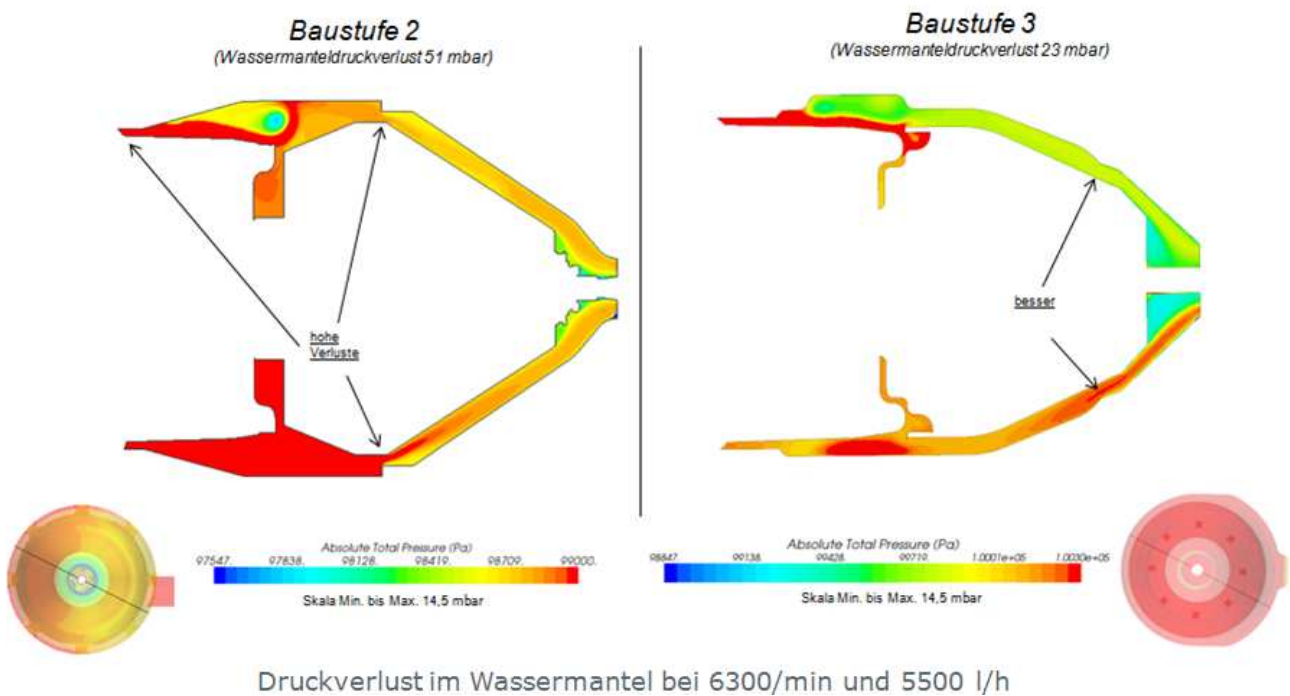 Baustufe 2
(Wassermanteldruckverlust 51 mbar)
Baustufe 3
(Wassermanteldruckverlust 23 mbar)
hohe
Verluste
besser
Absolute Total Pressure (Pa)
97547. 97838. 98128. 98419. 98709. 99000.
Skala Min. bis Max. 14,5 mbar
Absolute Total Pressure (Pa)
98847. 99138. 99428. 99719. 1.0001e+05 1.0030e+05
Skala Min. bis Max. 14,5 mbar
Druckverlust im Wassermantel bei 6300/min und 5500 l/h